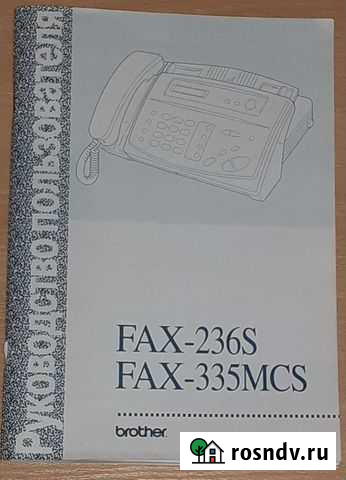 Руководство пользователя
FAX-236S
FAX-335MCS
brother
rosndv.ru